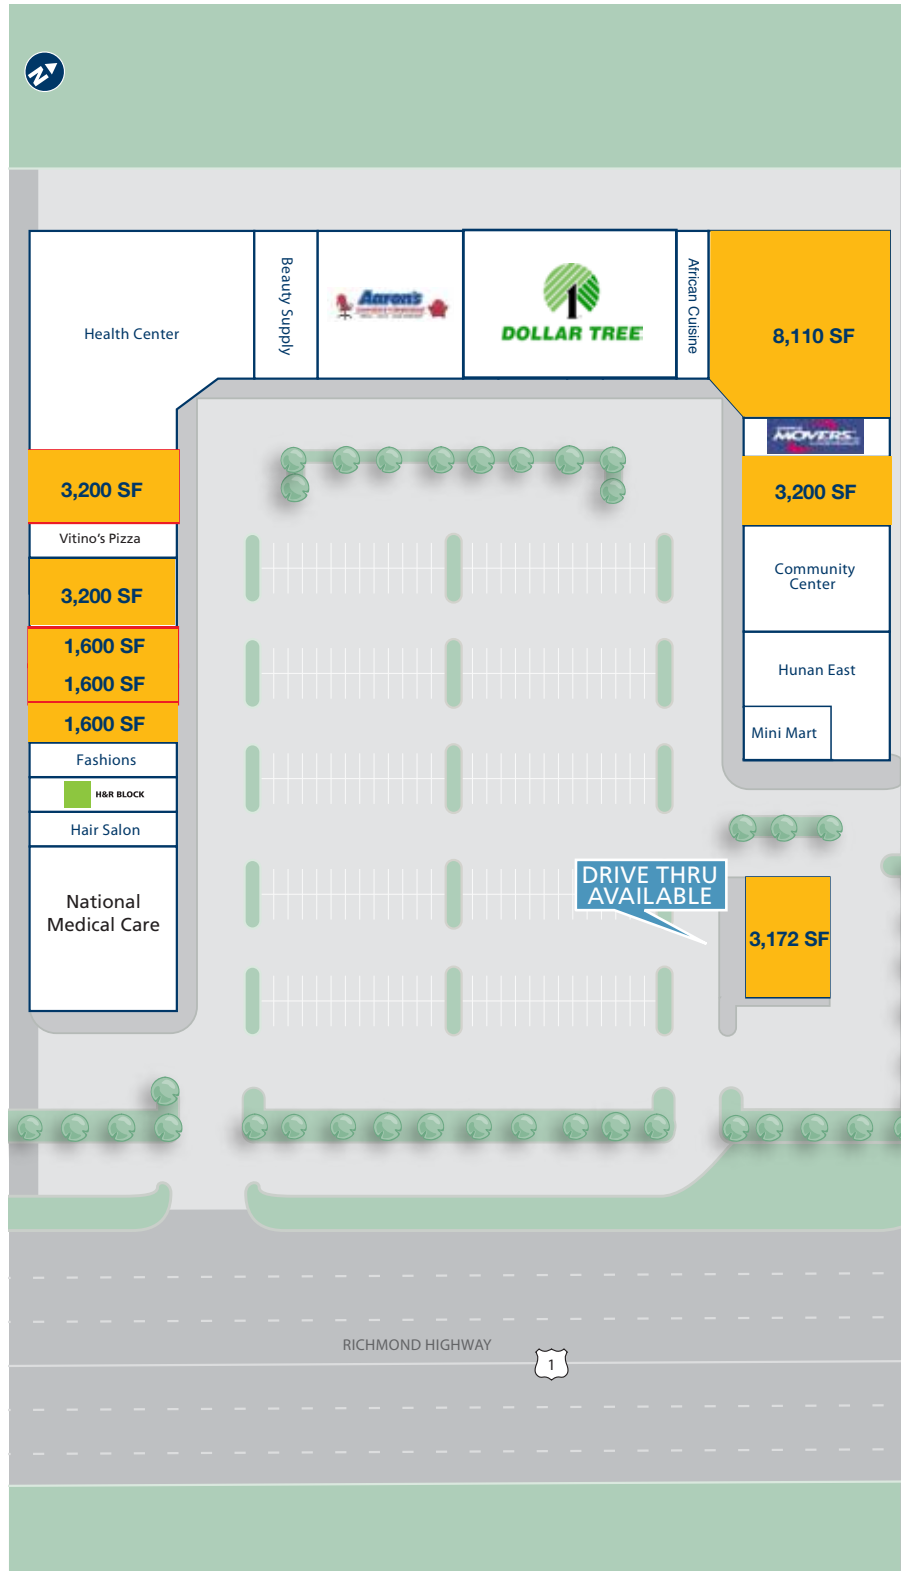 N
Health Center
Beauty Supply
Aaron's
DOLLAR TREE
African Cuisine
8,110 SF
MOVERS
3,200 SF
Vitino's Pizza
3,200 SF
1,600 SF
1,600 SF
1,600 SF
Fashions
H&R BLOCK
Hair Salon
National
Medical Care
3,200 SF
Community
Center
Hunan East
Mini Mart
DRIVE THRU
AVAILABLE
3,172 SF
RICHMOND HIGHWAY
1